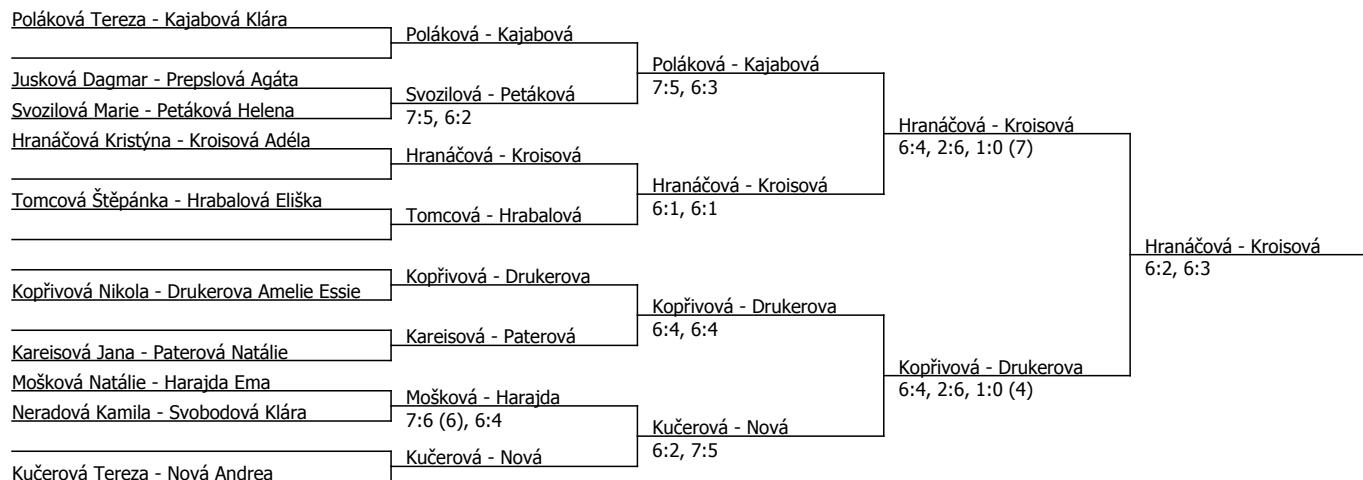 Poláková Tereza - Kajabová Klára
Jusková Dagmar - Prepslová Agáta
Svozilová Marie - Petáková Helena
Hranáčová Kristýna - Kroisová Adéla
Tomcová Štěpánka - Hrabalová Eliška
Kopřivová Nikola - Drukerova Amelie Essie
Kareisová Jana - Paterová Natálie
Mošková Natálie - Harajda Ema
Neradová Kamila - Svobodová Klára
Kučerová Tereza - Nová Andrea
Poláková - Kajabová
Svozilová - Petáková
7:5, 6:2
Hranáčová - Kroisová
Tomcová - Hrabalová
Kopřivová - Drukerova
Kareisová - Paterová
Mošková - Harajda
7:6 (6), 6:4
Kučerová - Nová
Poláková - Kajabová
7:5, 6:3
Hranáčová - Kroisová
6:1, 6:1
Kopřivová - Drukerova
6:4, 6:4
Kučerová - Nová
6:2, 7:5
Hranáčová - Kroisová
6:4, 2:6, 1:0 (7)
Kopřivová - Drukerova
6:4, 2:6, 1:0 (4)
Hranáčová - Kroisová
6:2, 6:3